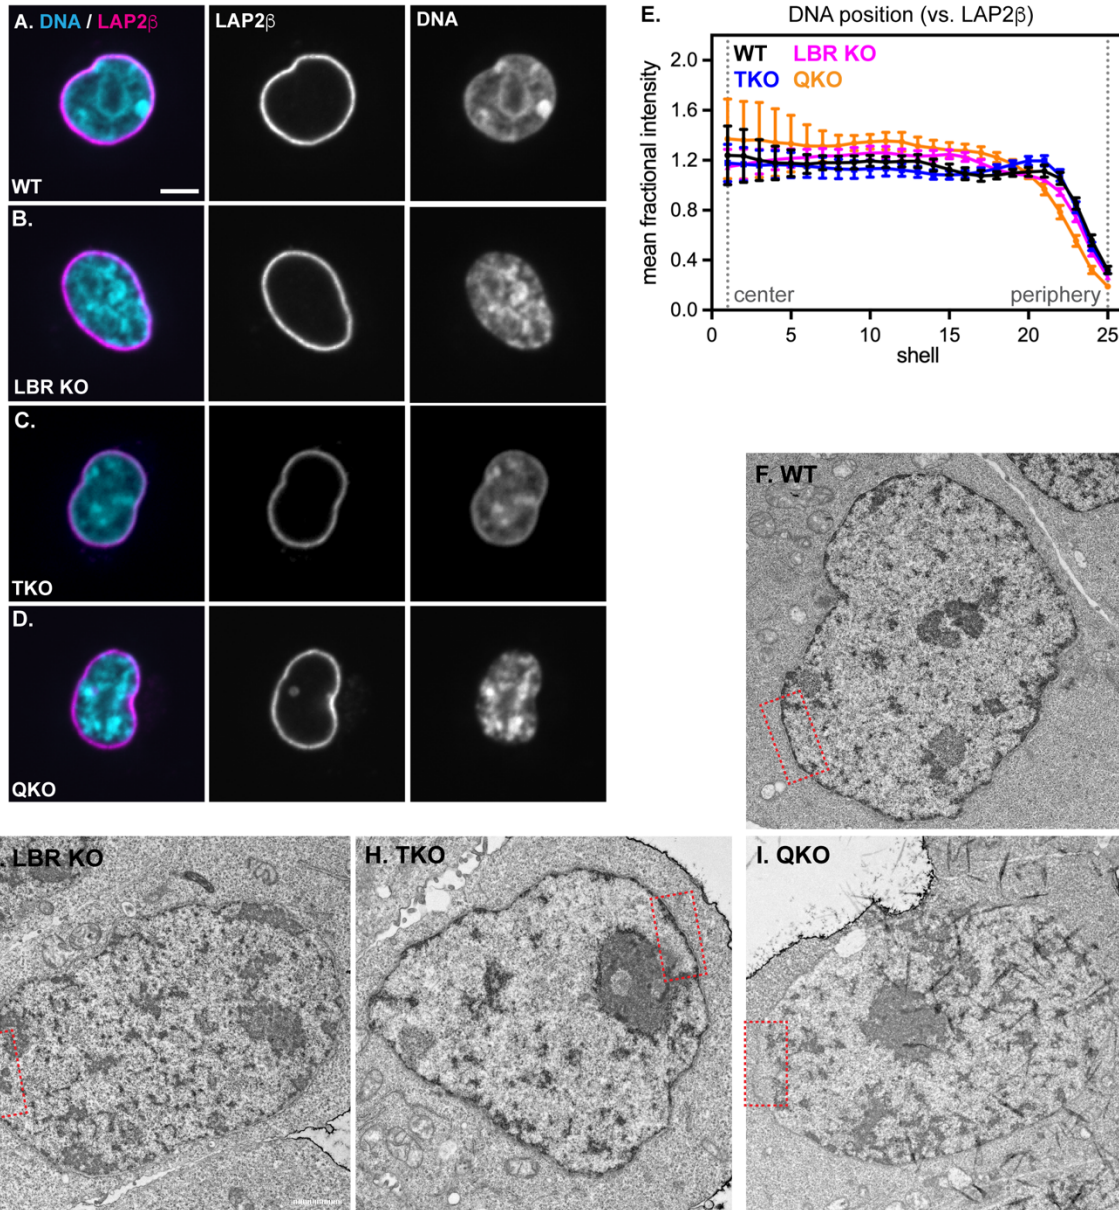 A. DNA / LAP2β
LAP2β
DNA
WT
B.
LBR KO
C.
TKO
D.
QKO
E.
DNA position (vs. LAP2β)
WT LBR KO
TKO QKO
mean fractional intensity
2.0
1.6
1.2
0.8
0.4
0.0
center
periphery
0 5 10 15 20 25
shell
F. WT
. LBR KO
H. TKO
I. QKO